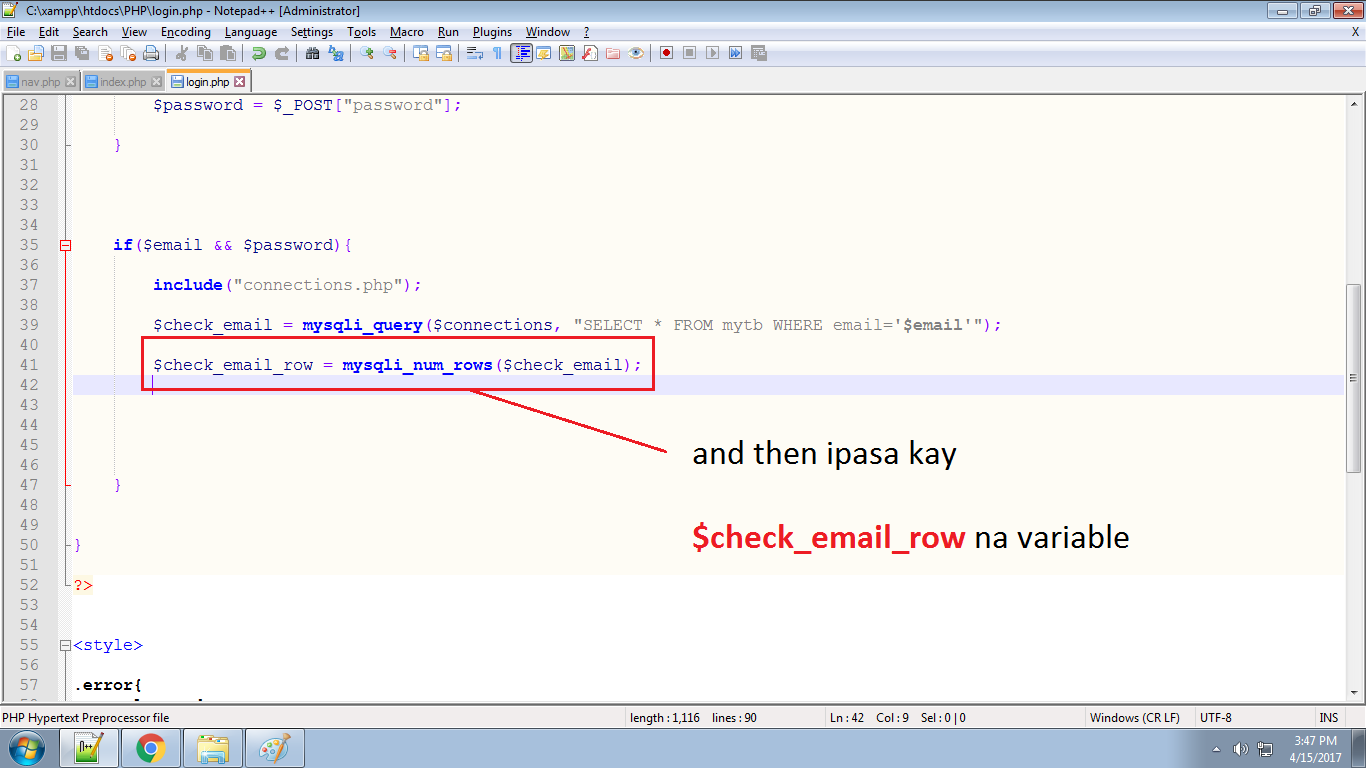 C:\xampp\htdocs\PHP\login.php - Notepad++ [Administrator]
File Edit Search View Encoding Language Settings Tools Macro Run Plugins Window ? X
nav.php index.php login.php
28 $password = $_POST["password"];
29
30 }
31
32
33
34
35 if($email && $password){
36
37 include("connections.php");
38
39 $check_email = mysqli_query($connections, "SELECT * FROM mytb WHERE email='$email'");
40
41 $check_email_row = mysqli_num_rows($check_email);
42
43
44
45
46
47 }
48
49
50 }
51
52 ?>
53
54
55 <style>
56
57 .error{
and then ipasa kay
$check_email_row na variable
PHP Hypertext Preprocessor file length : 1,116 lines : 90 Ln : 42 Col : 9 Sel : 0 | 0 Windows (CR LF) UTF-8 INS
3:47 PM
4/15/2017